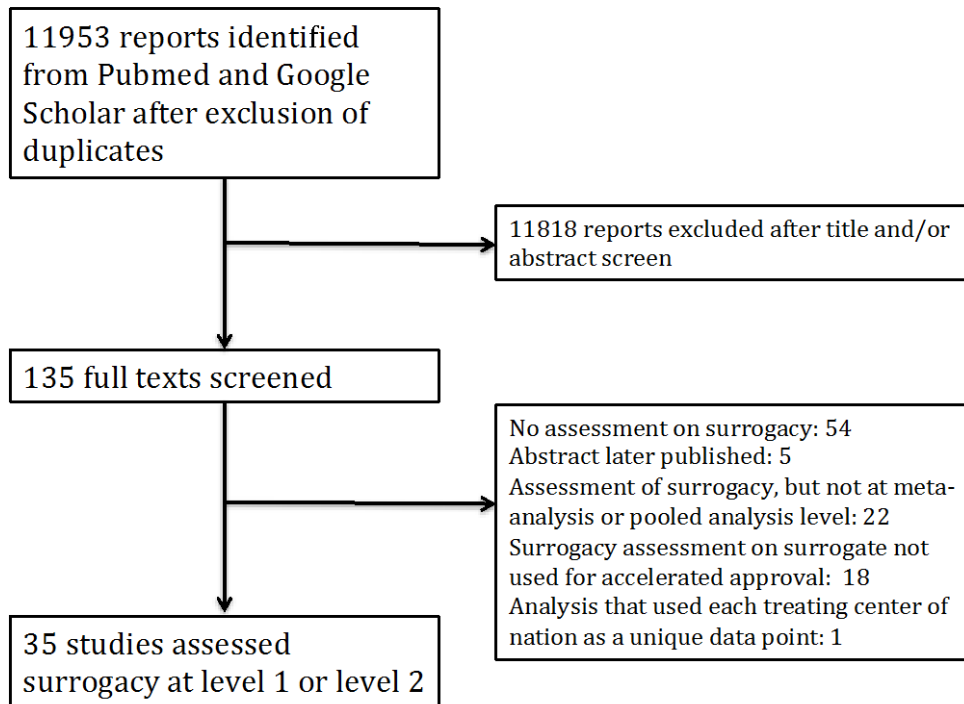 11953 reports identified
from Pubmed and Google
Scholar after exclusion of
duplicates
11818 reports excluded after title and/or
abstract screen
135 full texts screened
No assessment on surrogacy: 54
Abstract later published: 5
Assessment of surrogacy, but not at meta-
analysis or pooled analysis level: 22
Surrogacy assessment on surrogate not
used for accelerated approval: 18
Analysis that used each treating center of
nation as a unique data point: 1
35 studies assessed
surrogacy at level 1 or level 2